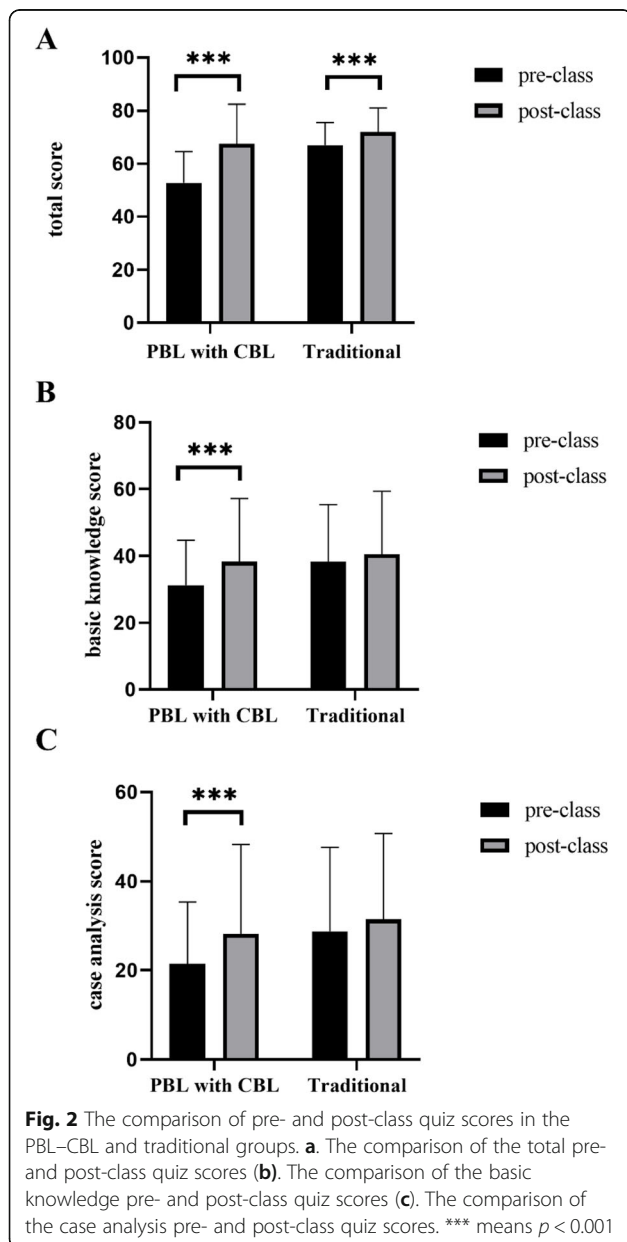 A
***
***
100
80
60
40
20
0
total score
PBL with CBL
Traditional
pre-class
post-class
B
***
80
60
40
20
0
basic knowledge score
PBL with CBL
Traditional
pre-class
post-class
C
***
60
40
20
0
case analysis score
PBL with CBL
Traditional
pre-class
post-class
Fig. 2 The comparison of pre- and post-class quiz scores in the
PBL–CBL and traditional groups. a. The comparison of the total pre-
and post-class quiz scores (b). The comparison of the basic
knowledge pre- and post-class quiz scores (c). The comparison of
the case analysis pre- and post-class quiz scores. *** means p < 0.001